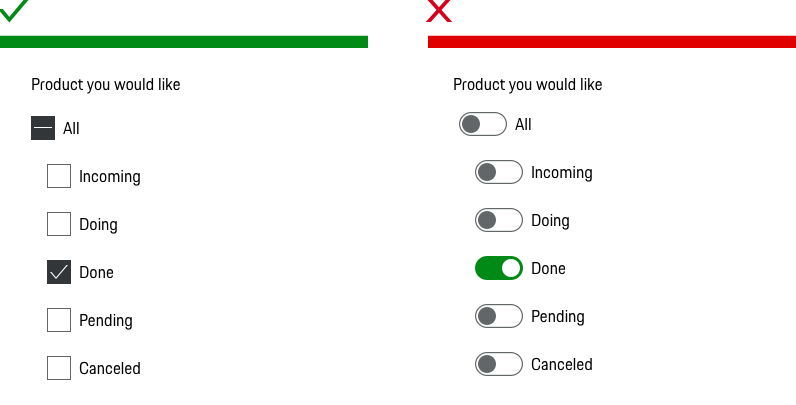 Product you would like
All
Incoming
Doing
Done
Pending
Canceled
Product you would like
All
Incoming
Doing
Done
Pending
Canceled